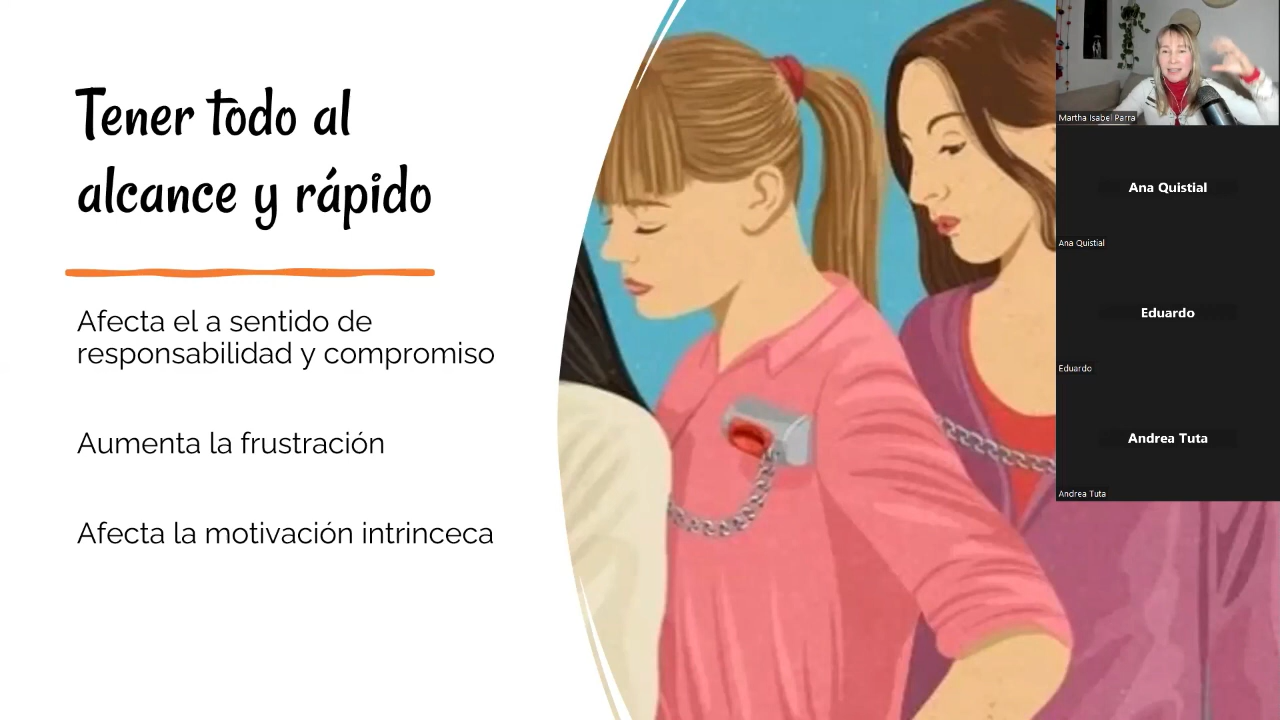 Tener todo al
alcance y rápido
Afecta el a sentido de
responsabilidad y compromiso
Aumenta la frustración
Afecta la motivación intrinceca
Martha Isabel Parra
Ana Quistial
Ana Quistial
Eduardo
Eduardo
Andrea Tuta
Andrea Tuta